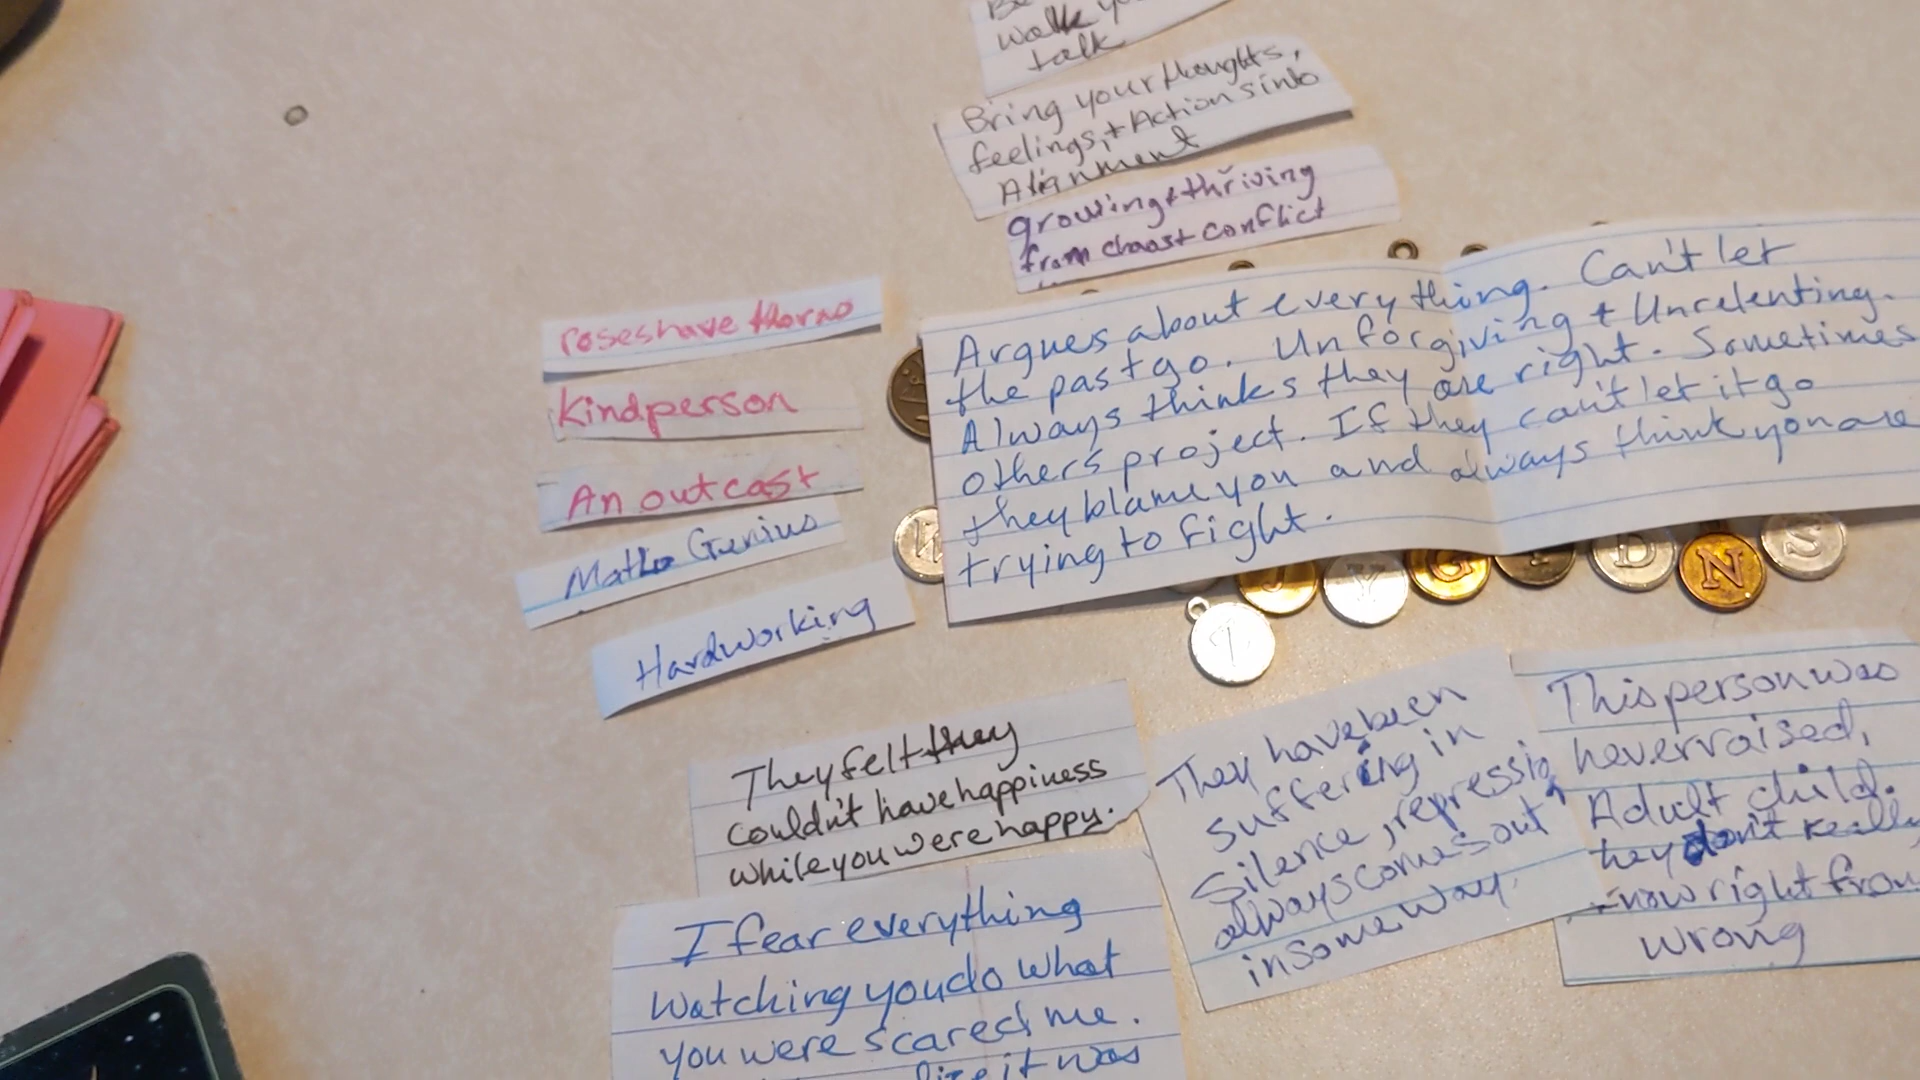 walk
talk
Bring your thoughts,
feelings, + Actions into
Alignment
growing + thriving
from chaos + conflict
roses have thorns
Kind person
An outcast
Math Genius
Hardworking
Argues about everything. Can't let
the past go. Unforgiving + Unrelenting.
Always thinks they are right. Sometimes
others project. If they can't let it go
they blame you and always think you are
trying to fight.
J Y G D N S
They felt they
couldn't have happiness
while you were happy.
They have been
suffering in
silence, repression
always comes out
in some way.
This person was
never raised,
Adult child.
they don't really
know right from
wrong
I fear everything
Watching you do what
you were scared me.
it was